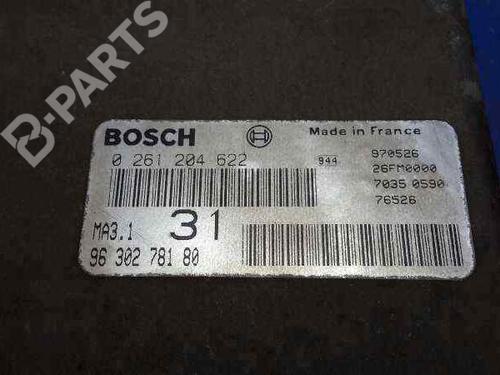 B-PARTS
BOSCH
Made in France
0 261 204 622
944
970526
26FM0000
7035 0590
76526
MA3.1
31
96 302 781 80